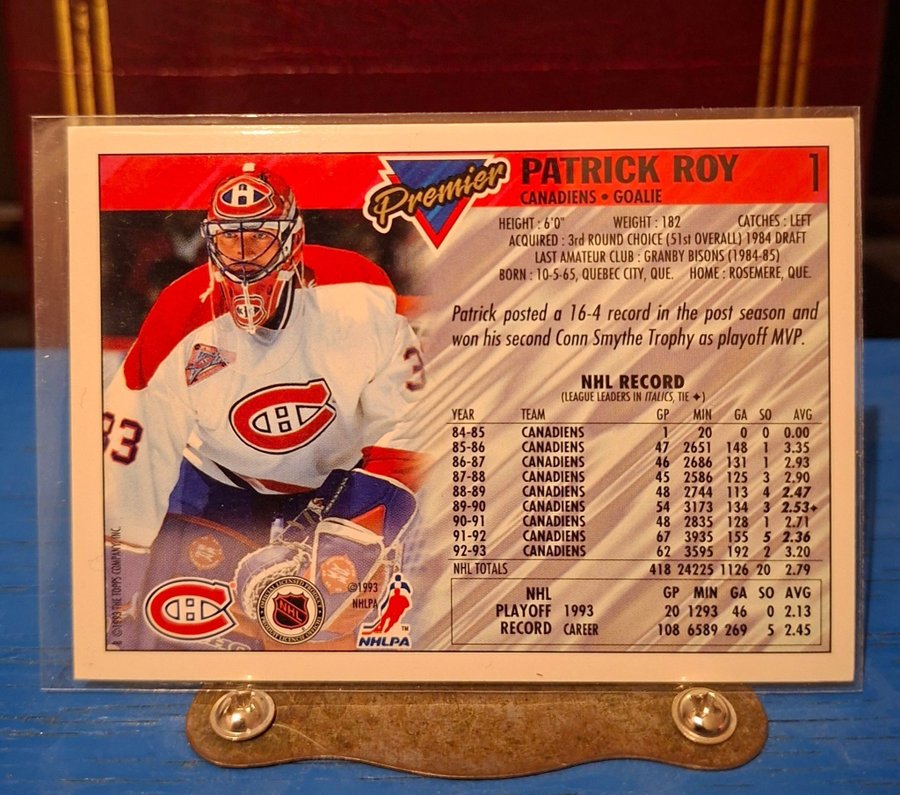 Premier
PATRICK ROY 1
CANADIENS • GOALIE
HEIGHT : 6'0" WEIGHT : 182 CATCHES : LEFT
ACQUIRED : 3rd ROUND CHOICE (51st OVERALL) 1984 DRAFT
LAST AMATEUR CLUB : GRANBY BISONS (1984-85)
BORN : 10-5-65, QUEBEC CITY, QUE. HOME : ROSEMERE, QUE.
Patrick posted a 16-4 record in the post season and
won his second Conn Smythe Trophy as playoff MVP.
NHL RECORD
(LEAGUE LEADERS IN ITALICS, TIE ✦)
YEAR TEAM GP MIN GA SO AVG
84-85 CANADIENS 1 20 0 0 0.00
85-86 CANADIENS 47 2651 148 1 3.35
86-87 CANADIENS 46 2686 131 1 2.93
87-88 CANADIENS 45 2586 125 3 2.90
88-89 CANADIENS 48 2744 113 4 2.47
89-90 CANADIENS 54 3173 134 3 2.53✦
90-91 CANADIENS 48 2835 128 1 2.71
91-92 CANADIENS 67 3935 155 5 2.36
92-93 CANADIENS 62 3595 192 2 3.20
NHL TOTALS 418 24225 1126 20 2.79
NHL GP MIN GA SO AVG
PLAYOFF 1993 20 1293 46 0 2.13
RECORD CAREER 108 6589 269 5 2.45
33
3
©1993
NHLPA
NHL
NHLPA
™
B ©1993 THE TOPPS COMPANY, INC.